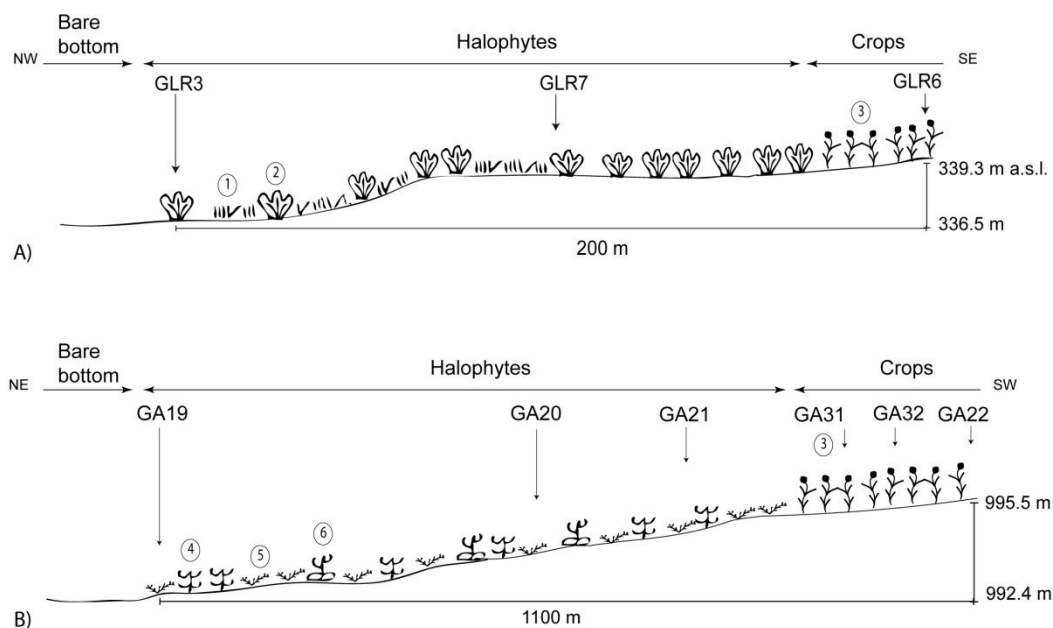 Bare
bottom
Halophytes
Crops
NW
SE
GLR3
GLR7
GLR6
1
2
3
339.3 m a.s.l.
336.5 m
200 m
A)
Bare
bottom
Halophytes
Crops
NE
SW
GA19
GA20
GA21
GA31
GA32
GA22
3
4
5
6
995.5 m
992.4 m
1100 m
B)